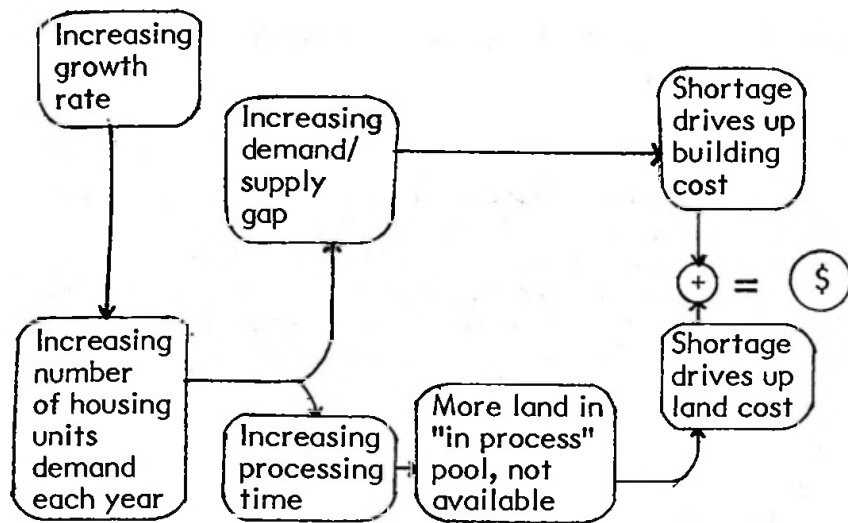 Increasing
growth
rate
Increasing
number
of housing
units
demand
each year
Increasing
demand/
supply
gap
Shortage
drives up
building
cost
Increasing
processing
time
More land in
"in process"
pool, not
available
Shortage
drives up
land cost
+ = $